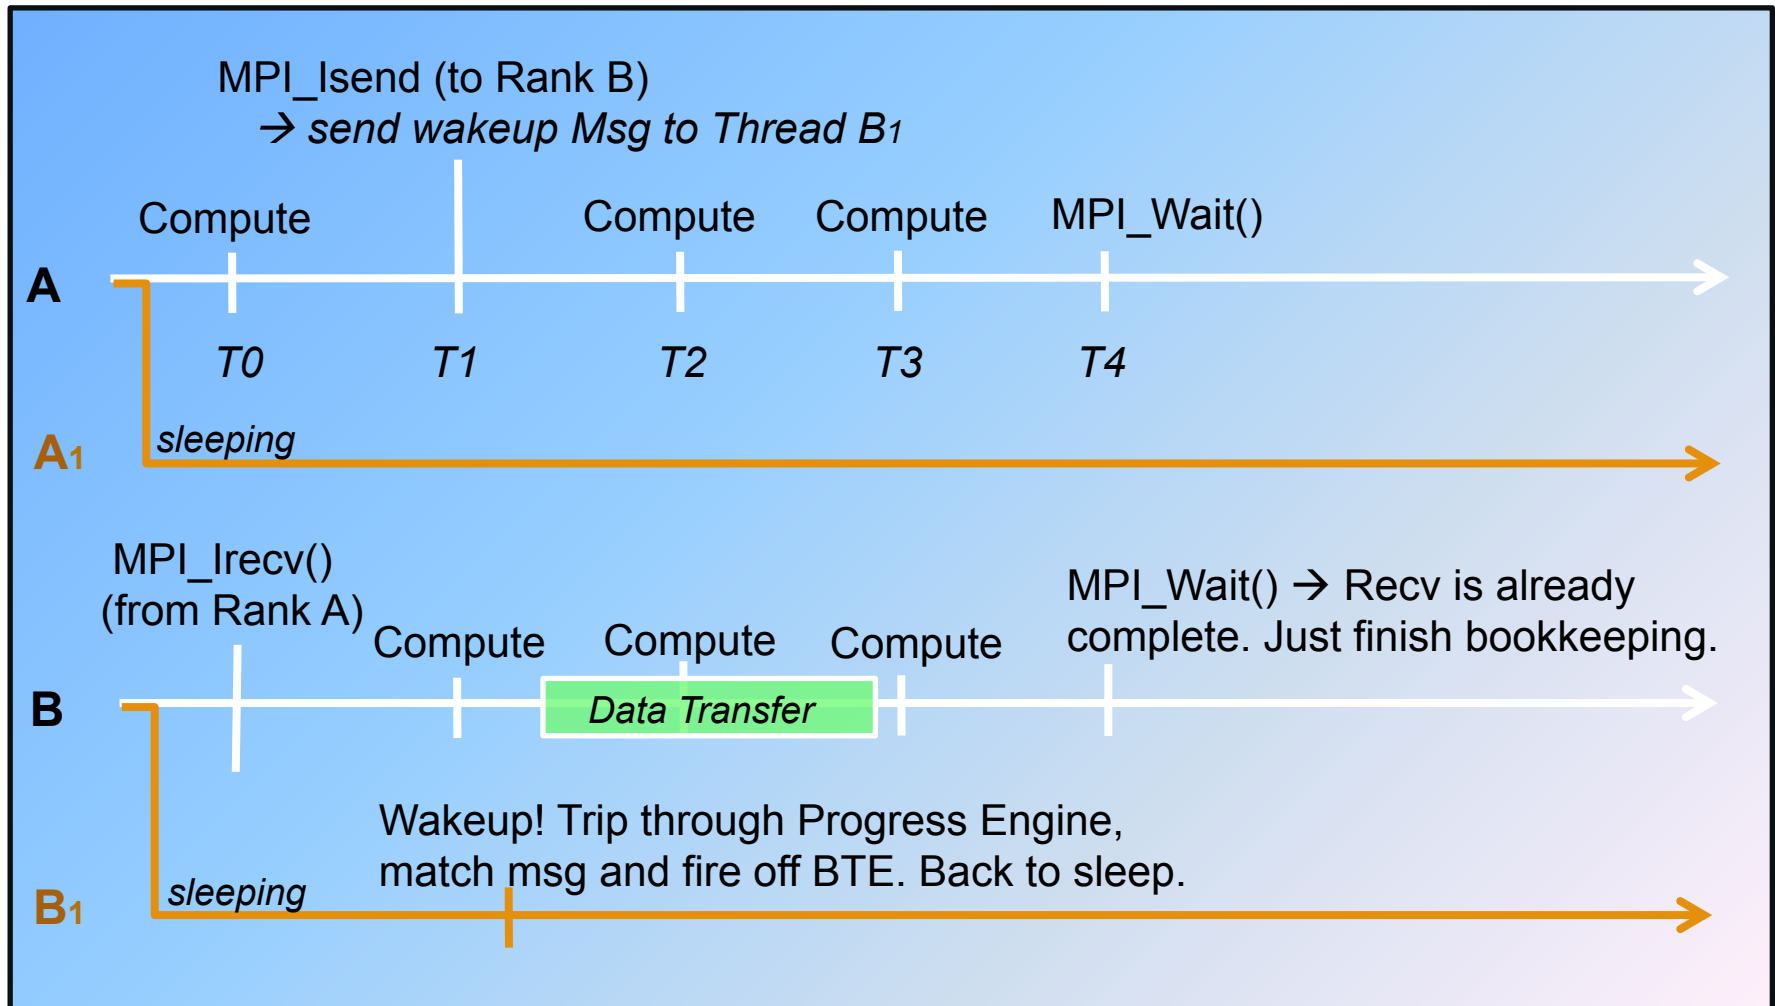 MPI_Isend (to Rank B)
→ send wakeup Msg to Thread B1
Compute
Compute
Compute
MPI_Wait()
A
T0
T1
T2
T3
T4
sleeping
A1
MPI_Irecv()
(from Rank A)
MPI_Wait() → Recv is already
complete. Just finish bookkeeping.
Compute
Compute
Compute
B
Data Transfer
Wakeup! Trip through Progress Engine,
match msg and fire off BTE. Back to sleep.
sleeping
B1